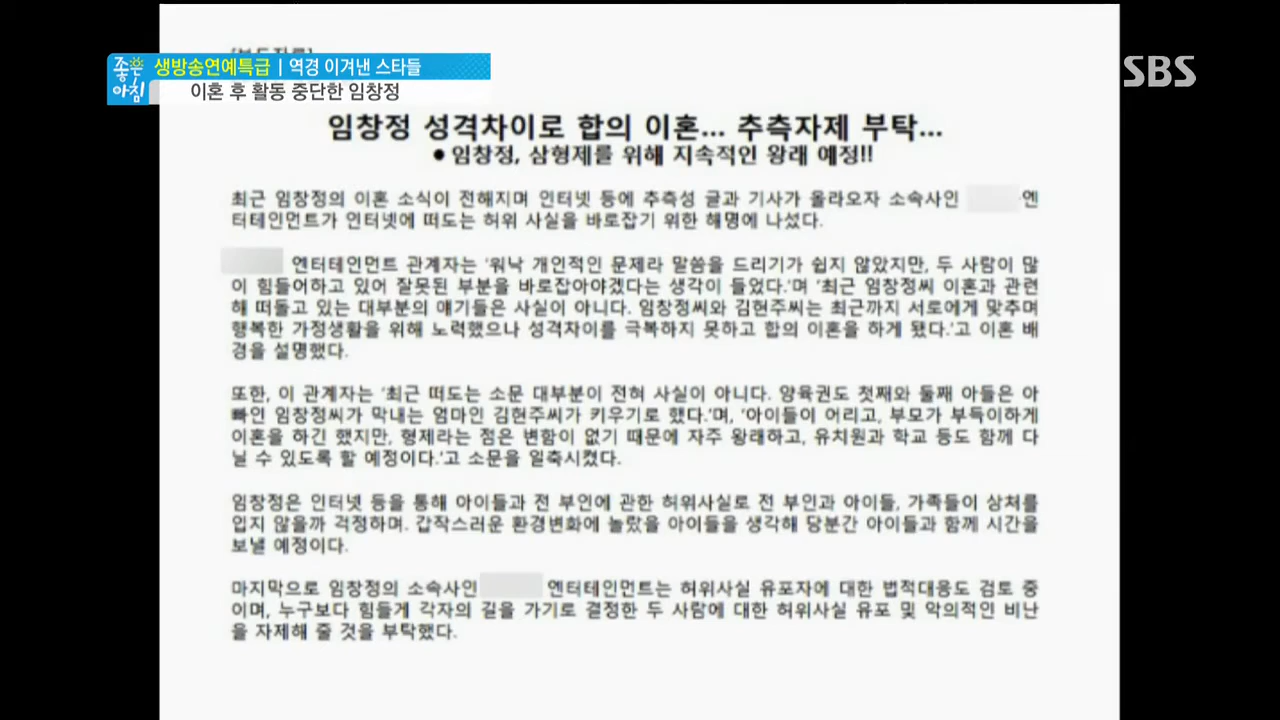 [보도자료]
좋은
아침
생방송연예특급 | 역경 이겨낸 스타들
이혼 후 활동 중단한 임창정
SBS
임창정 성격차이로 합의 이혼... 추측자제 부탁...
● 임창정, 삼형제를 위해 지속적인 왕래 예정!!
최근 임창정의 이혼 소식이 전해지며 인터넷 등에 추측성 글과 기사가 올라오자 소속사인 엔
터테인먼트가 인터넷에 떠도는 허위 사실을 바로잡기 위한 해명에 나섰다.
엔터테인먼트 관계자는 '워낙 개인적인 문제라 말씀을 드리기가 쉽지 않았지만, 두 사람이 많
이 힘들어하고 있어 잘못된 부분을 바로잡아야겠다는 생각이 들었다.'며 '최근 임창정씨 이혼과 관련
해 떠돌고 있는 대부분의 얘기들은 사실이 아니다. 임창정씨와 김현주씨는 최근까지 서로에게 맞추며
행복한 가정생활을 위해 노력했으나 성격차이를 극복하지 못하고 합의 이혼을 하게 됐다.'고 이혼 배
경을 설명했다.
또한, 이 관계자는 '최근 떠도는 소문 대부분이 전혀 사실이 아니다. 양육권도 첫째와 둘째 아들은 아
빠인 임창정씨가 막내는 엄마인 김현주씨가 키우기로 했다.'며, '아이들이 어리고, 부모가 부득이하게
이혼을 하긴 했지만, 형제라는 점은 변함이 없기 때문에 자주 왕래하고, 유치원과 학교 등도 함께 다
닐 수 있도록 할 예정이다.'고 소문을 일축시켰다.
임창정은 인터넷 등을 통해 아이들과 전 부인에 관한 허위사실로 전 부인과 아이들, 가족들이 상처를
입지 않을까 걱정하며. 갑작스러운 환경변화에 놀랐을 아이들을 생각해 당분간 아이들과 함께 시간을
보낼 예정이다.
마지막으로 임창정의 소속사인 엔터테인먼트는 허위사실 유포자에 대한 법적대응도 검토 중
이며, 누구보다 힘들게 각자의 길을 가기로 결정한 두 사람에 대한 허위사실 유포 및 악의적인 비난
을 자제해 줄 것을 부탁했다.